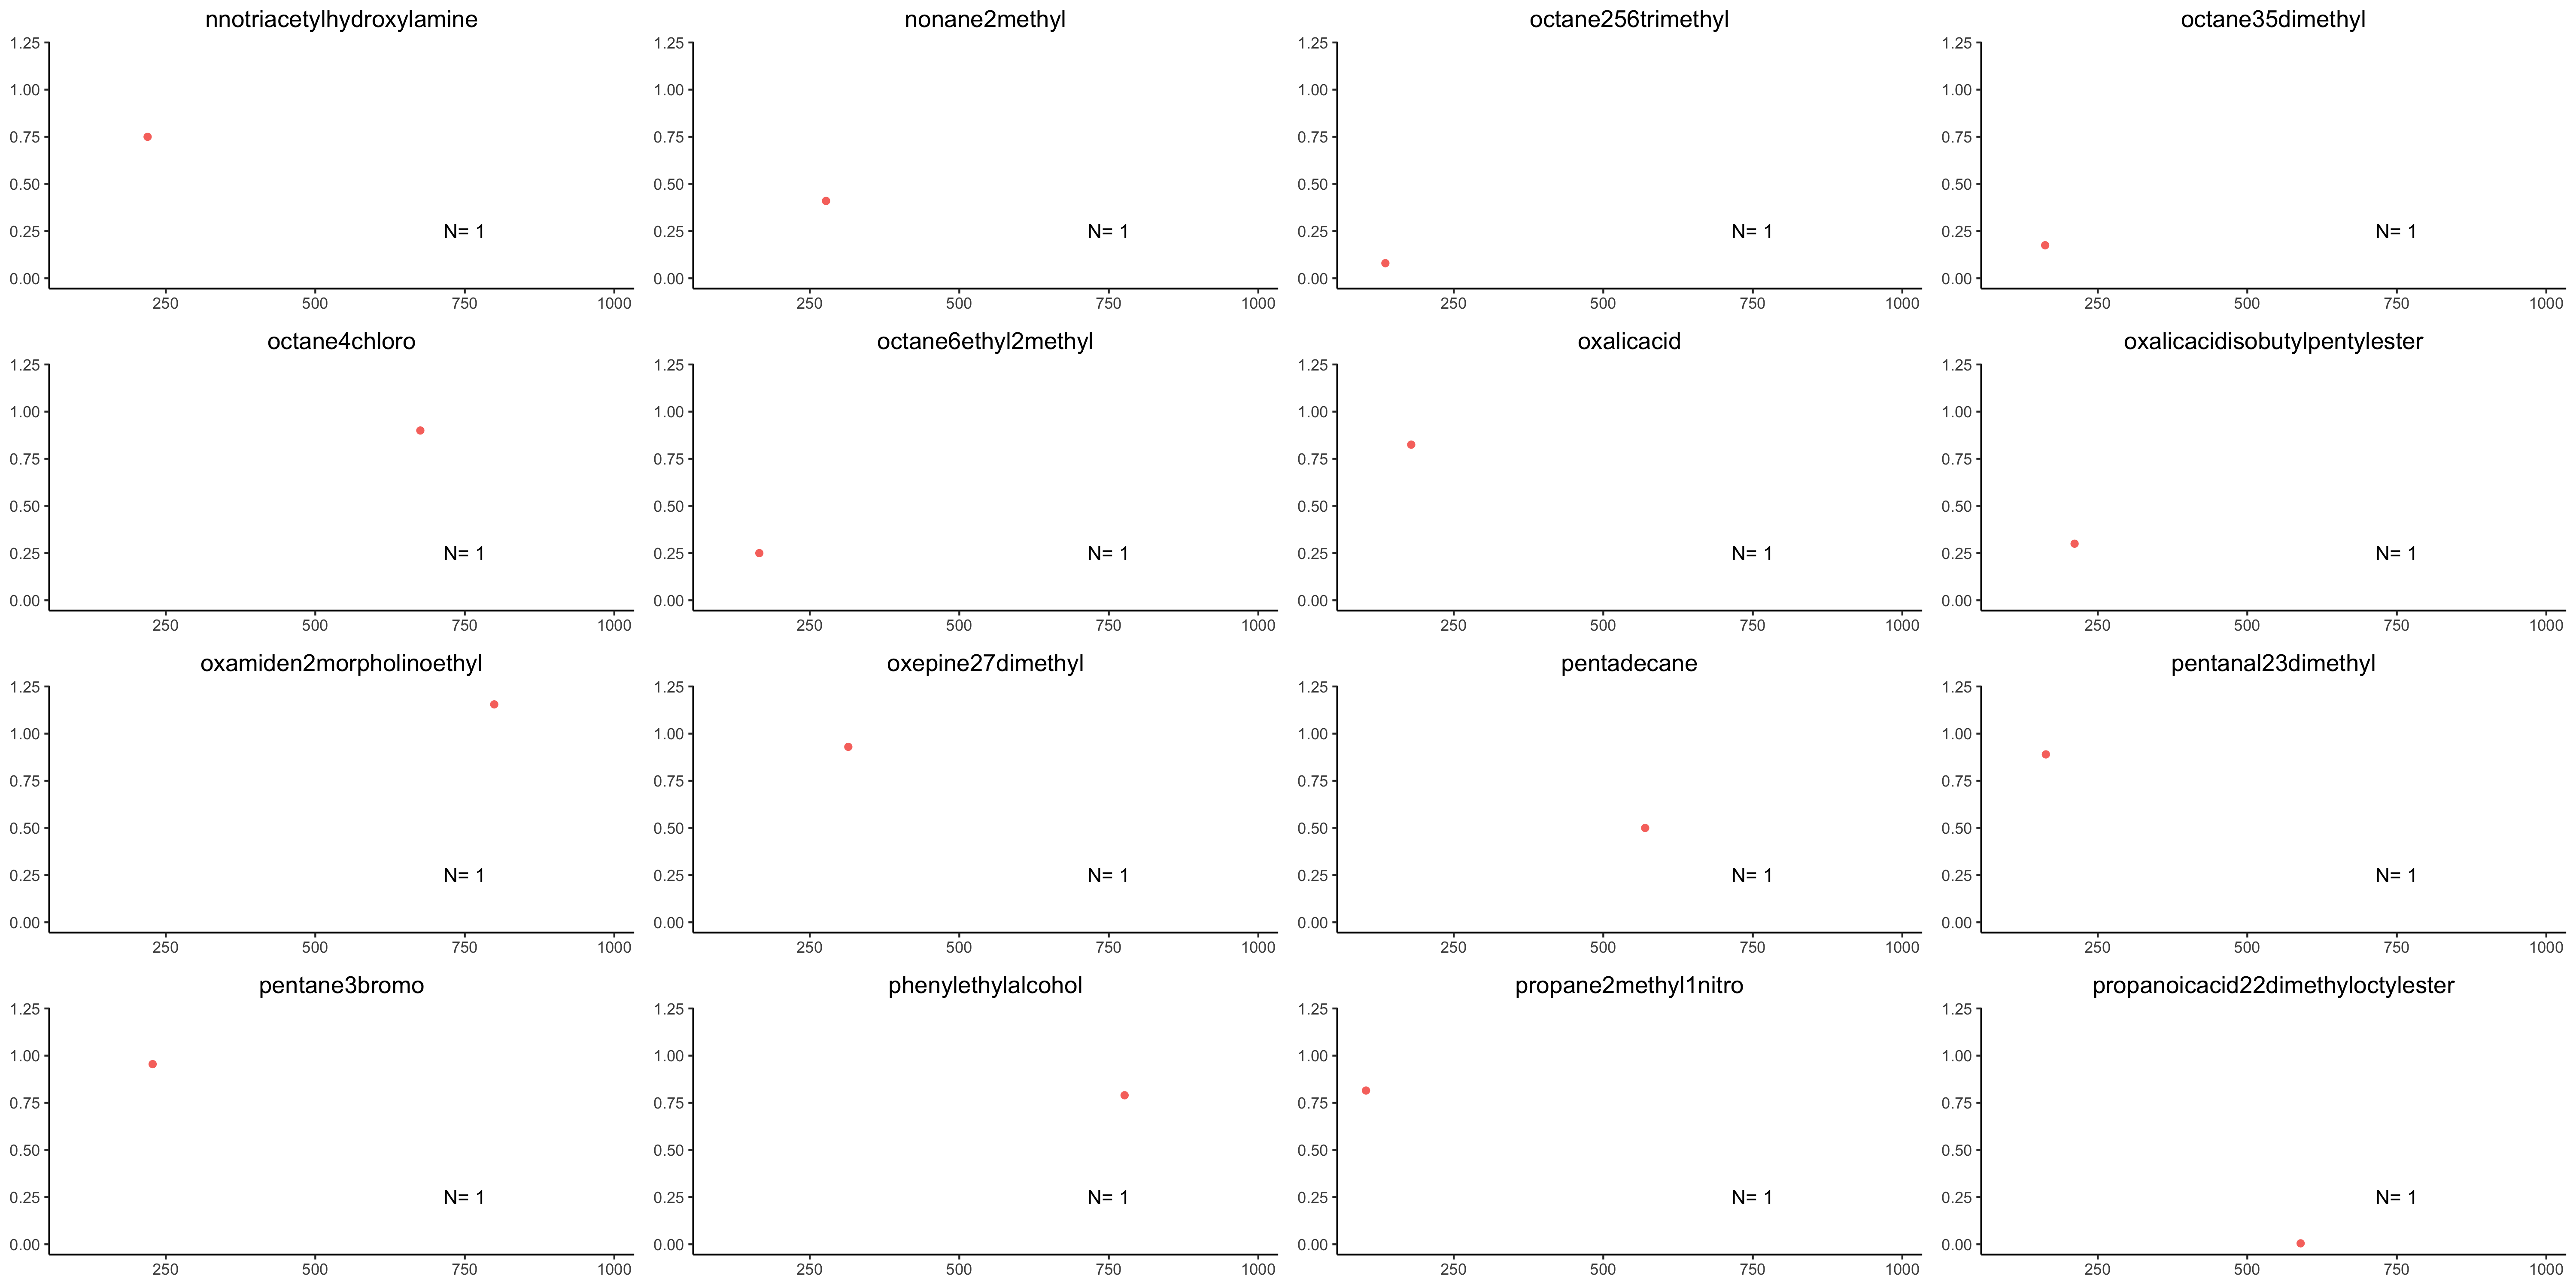 nnotriacetylhydroxylamine
1.25
1.00
0.75
0.50
0.25
0.00
N= 1
250 500 750 1000
nonane2methyl
1.25
1.00
0.75
0.50
0.25
0.00
N= 1
250 500 750 1000
octane256trimethyl
1.25
1.00
0.75
0.50
0.25
0.00
N= 1
250 500 750 1000
octane35dimethyl
1.25
1.00
0.75
0.50
0.25
0.00
N= 1
250 500 750 1000
octane4chloro
1.25
1.00
0.75
0.50
0.25
0.00
N= 1
250 500 750 1000
octane6ethyl2methyl
1.25
1.00
0.75
0.50
0.25
0.00
N= 1
250 500 750 1000
oxalicacid
1.25
1.00
0.75
0.50
0.25
0.00
N= 1
250 500 750 1000
oxalicacidisobutylpentylester
1.25
1.00
0.75
0.50
0.25
0.00
N= 1
250 500 750 1000
oxamiden2morpholinoethyl
1.25
1.00
0.75
0.50
0.25
0.00
N= 1
250 500 750 1000
oxepine27dimethyl
1.25
1.00
0.75
0.50
0.25
0.00
N= 1
250 500 750 1000
pentadecane
1.25
1.00
0.75
0.50
0.25
0.00
N= 1
250 500 750 1000
pentanal23dimethyl
1.25
1.00
0.75
0.50
0.25
0.00
N= 1
250 500 750 1000
pentane3bromo
1.25
1.00
0.75
0.50
0.25
0.00
N= 1
250 500 750 1000
phenylethylalcohol
1.25
1.00
0.75
0.50
0.25
0.00
N= 1
250 500 750 1000
propane2methyl1nitro
1.25
1.00
0.75
0.50
0.25
0.00
N= 1
250 500 750 1000
propanoicacid22dimethyloctylester
1.25
1.00
0.75
0.50
0.25
0.00
N= 1
250 500 750 1000